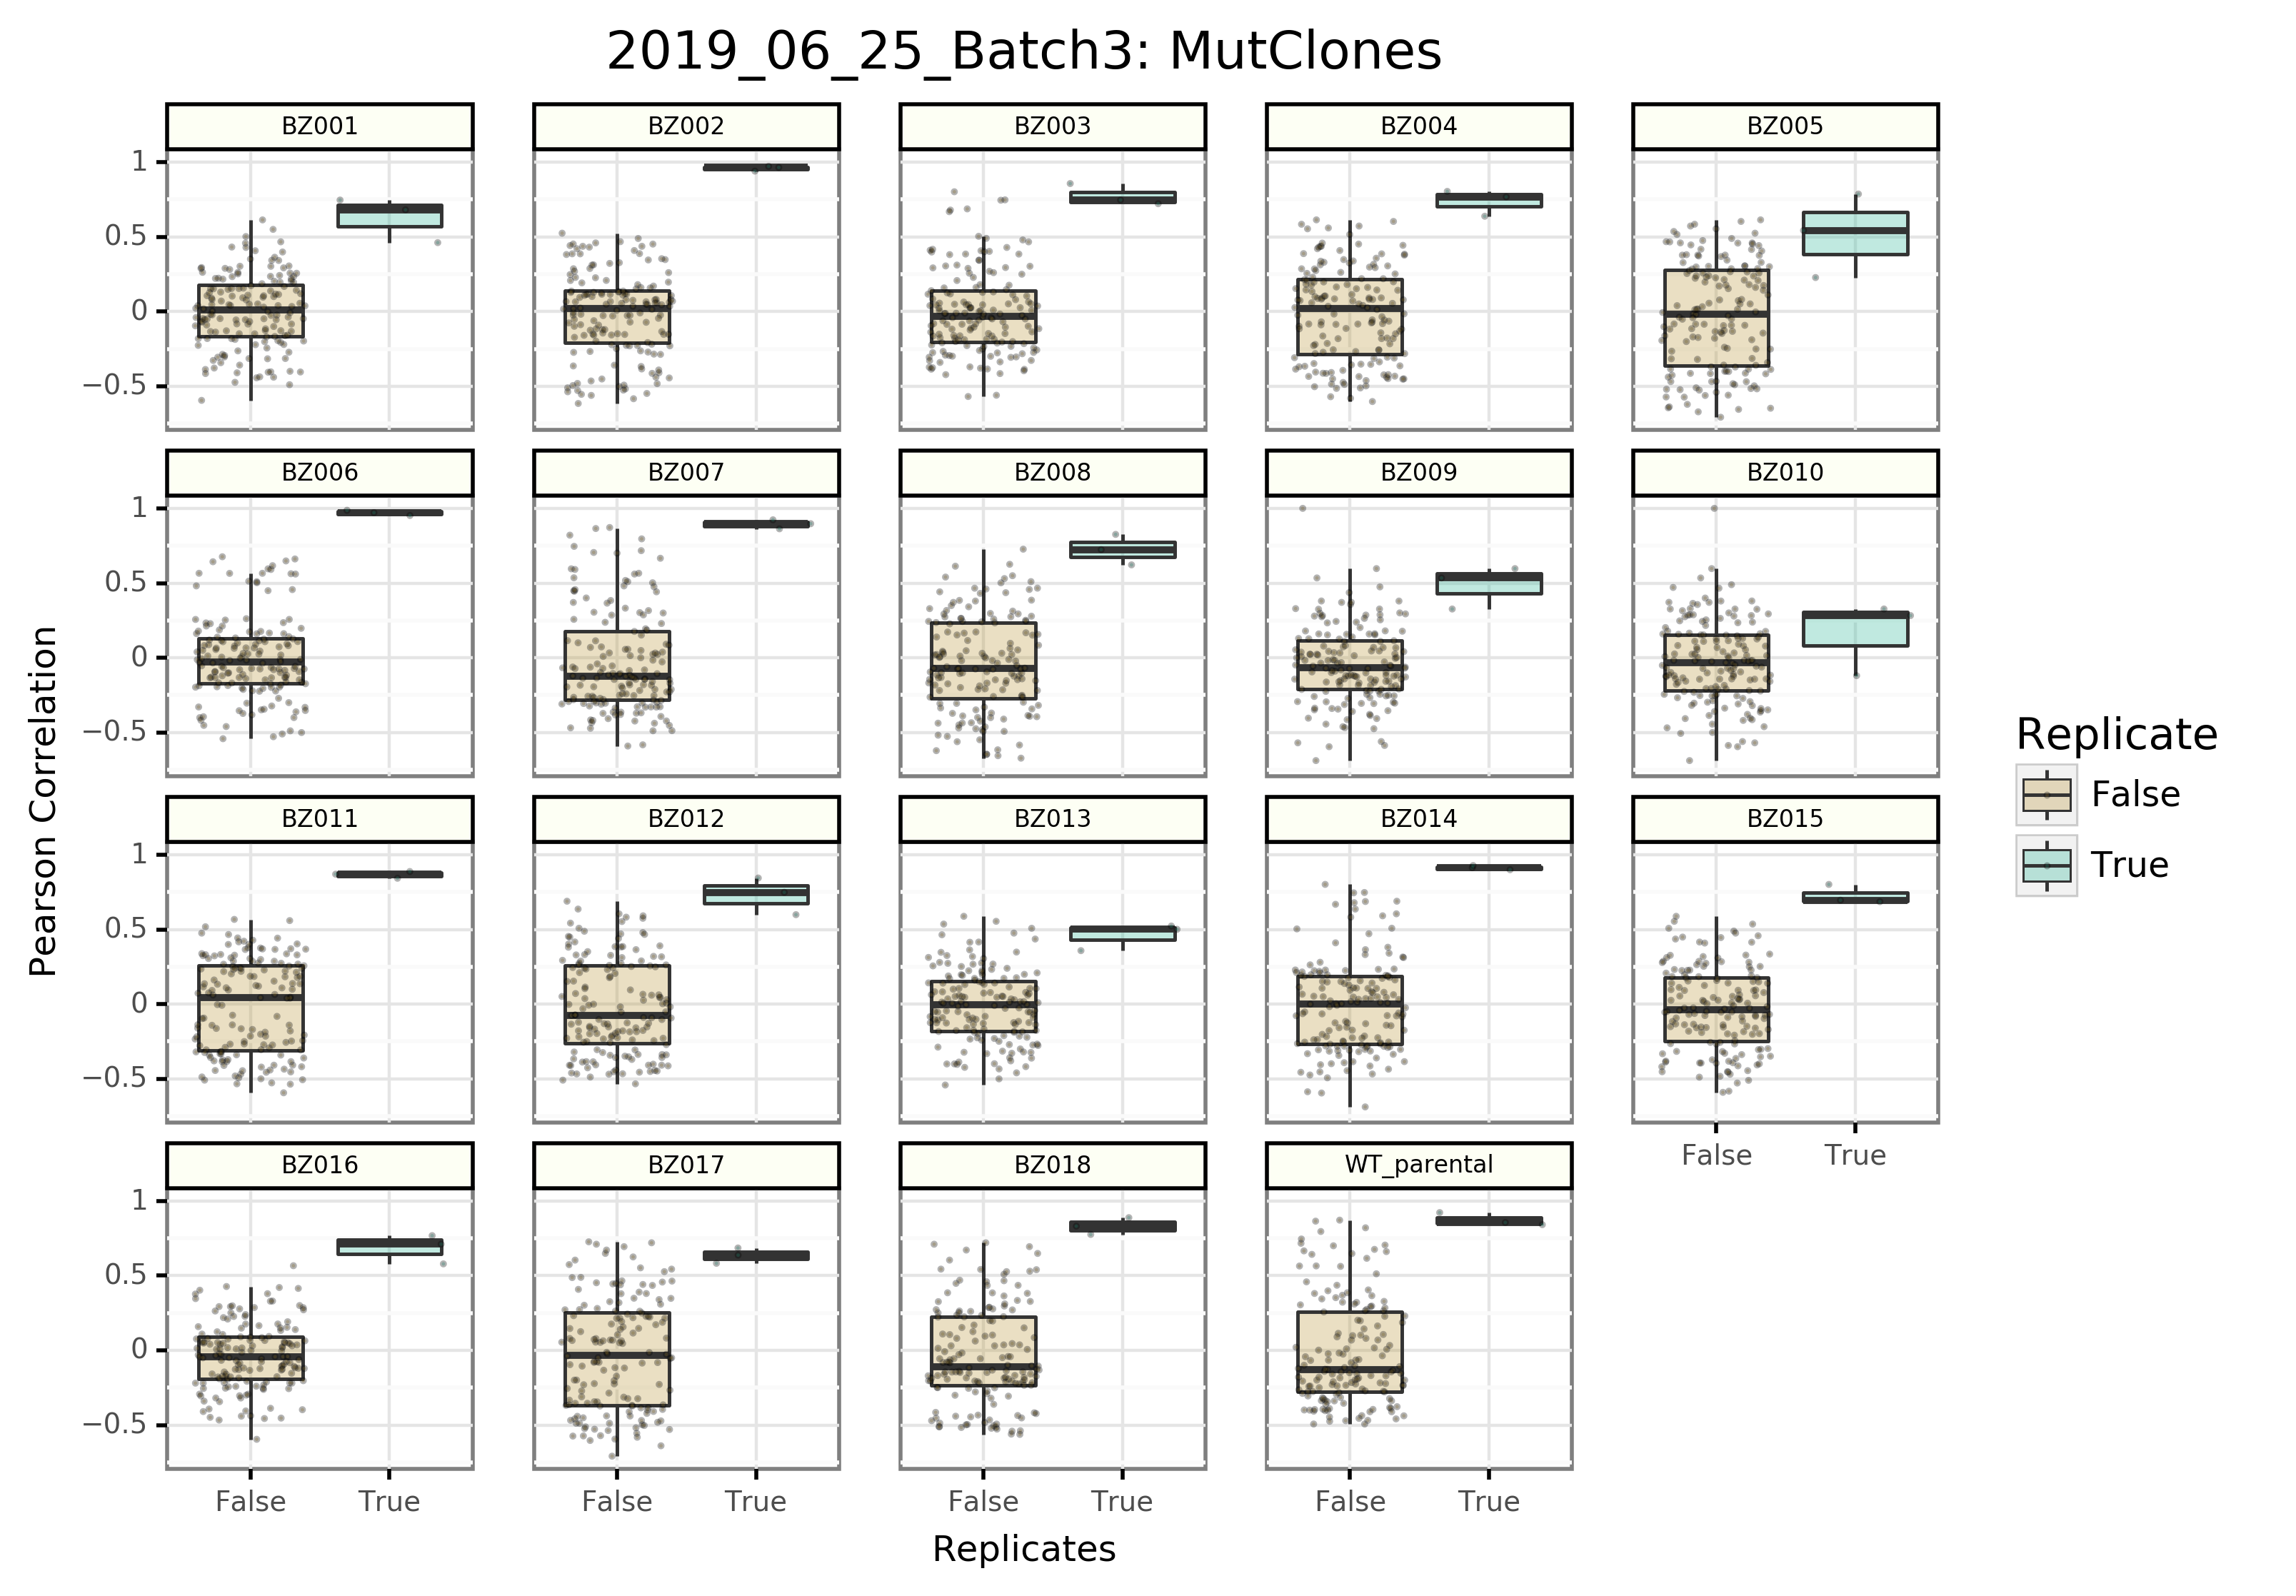 2019_06_25_Batch3: MutClones
BZ001 BZ002 BZ003 BZ004 BZ005
1
0.5
0
−0.5
BZ006 BZ007 BZ008 BZ009 BZ010
1
0.5
0
−0.5
BZ011 BZ012 BZ013 BZ014 BZ015
1
0.5
0
−0.5
False True
BZ016 BZ017 BZ018 WT_parental
1
0.5
0
−0.5
False True False True False True False True
Replicates
Pearson Correlation
Replicate
False
True